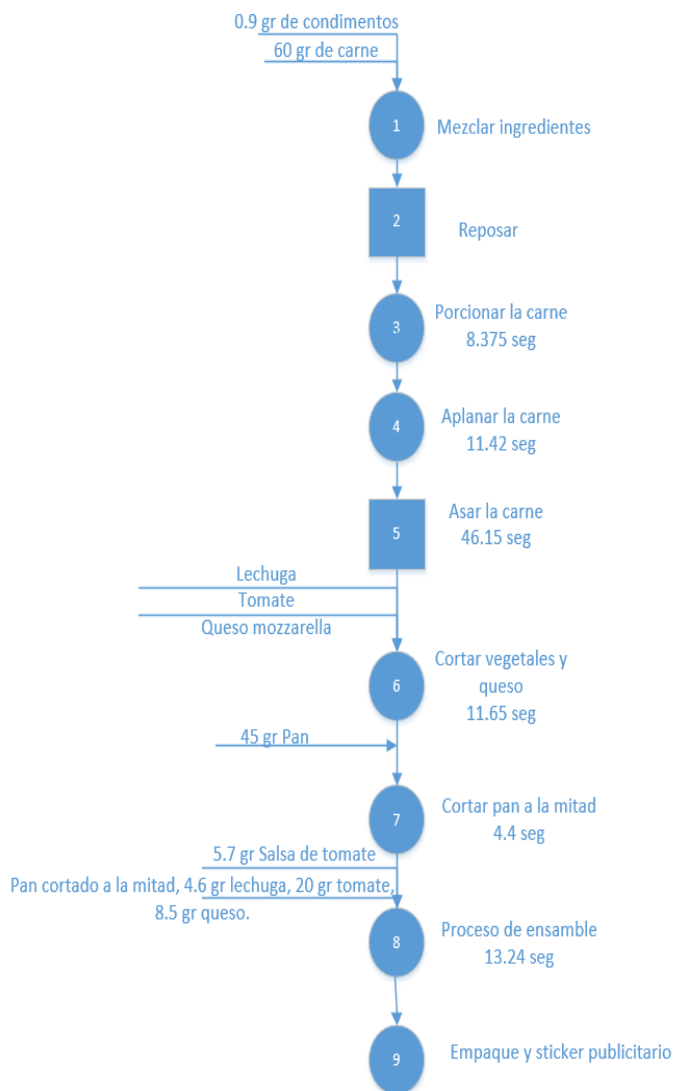 0.9 gr de condimentos
60 gr de carne
1
Mezclar ingredientes
2
Reposar
3
Porcionar la carne
8.375 seg
4
Aplanar la carne
11.42 seg
5
Asar la carne
46.15 seg
Lechuga
Tomate
Queso mozzarella
6
Cortar vegetales y
queso
11.65 seg
45 gr Pan
7
Cortar pan a la mitad
4.4 seg
5.7 gr Salsa de tomate
Pan cortado a la mitad, 4.6 gr lechuga, 20 gr tomate,
8.5 gr queso.
8
Proceso de ensamble
13.24 seg
9
Empaque y sticker publicitario